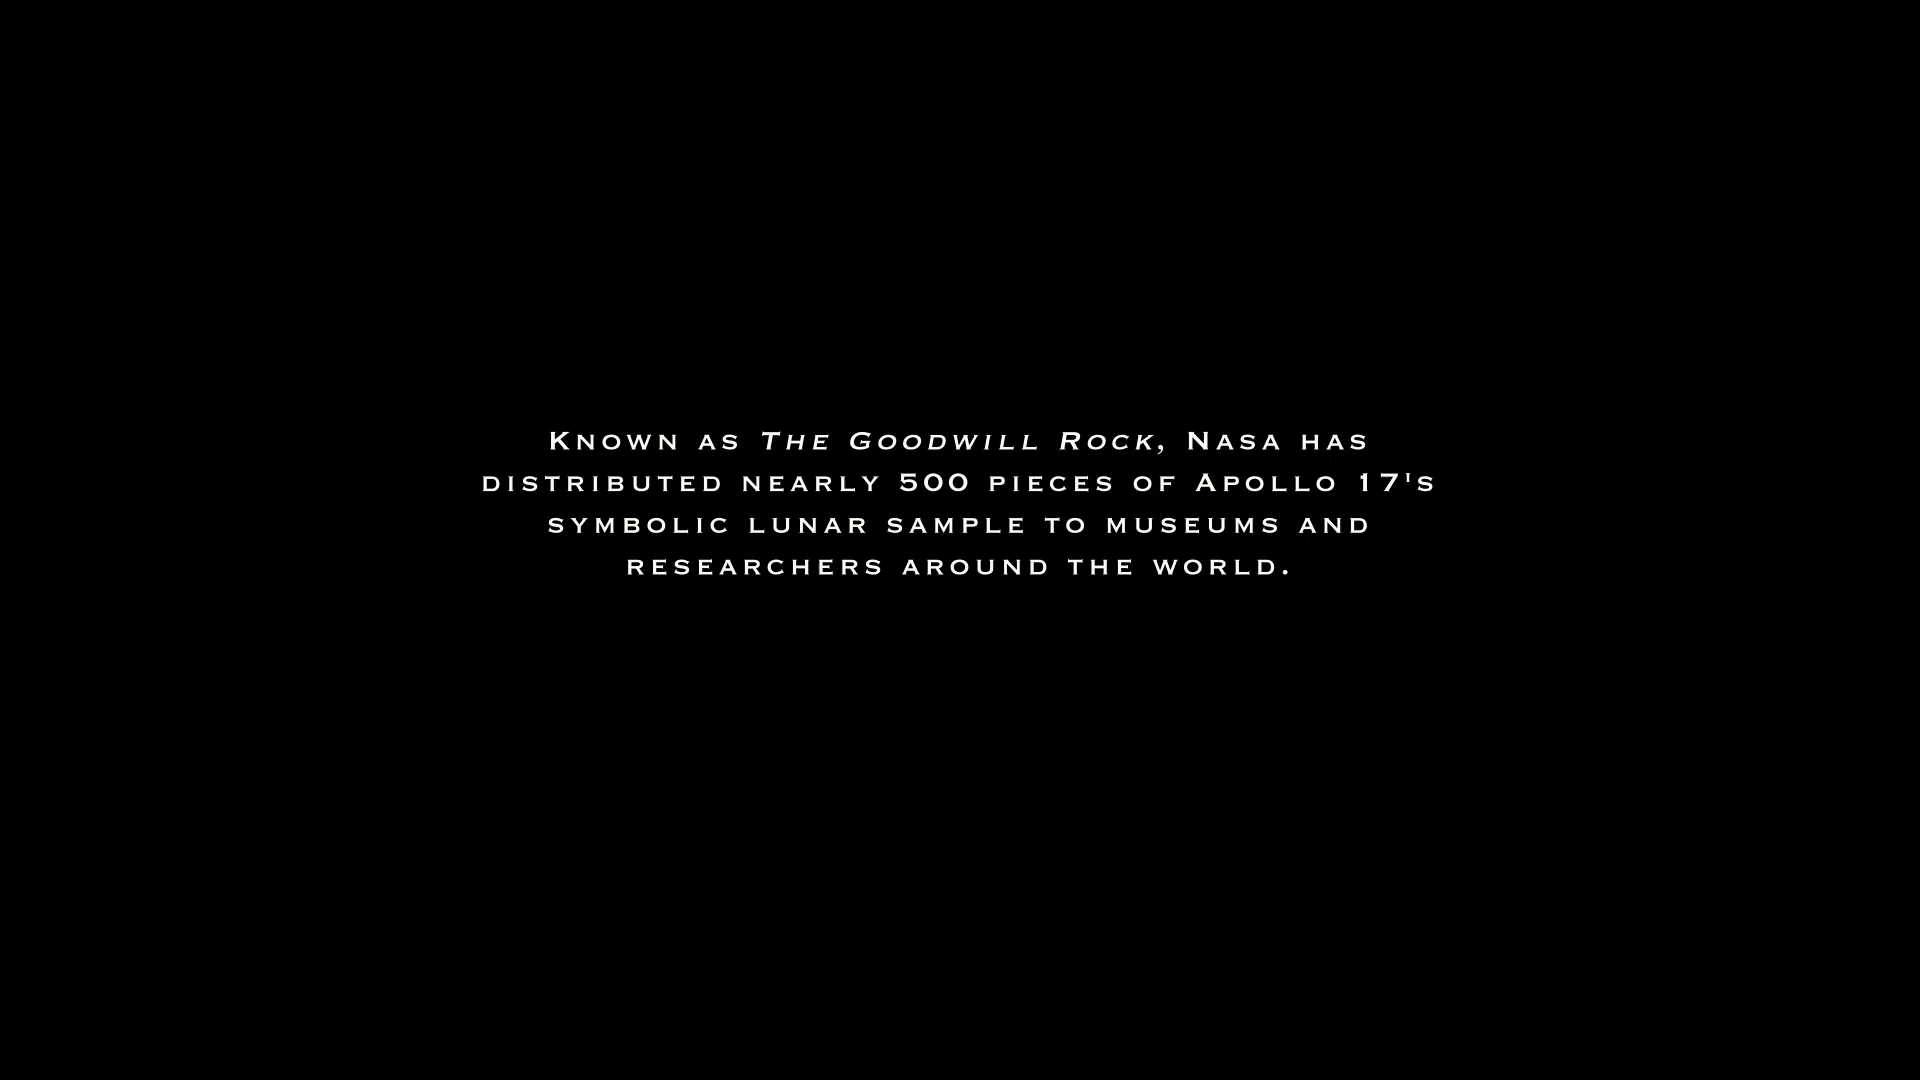 Known as The Goodwill Rock, Nasa has
distributed nearly 500 pieces of Apollo 17's
symbolic lunar sample to museums and
researchers around the world.